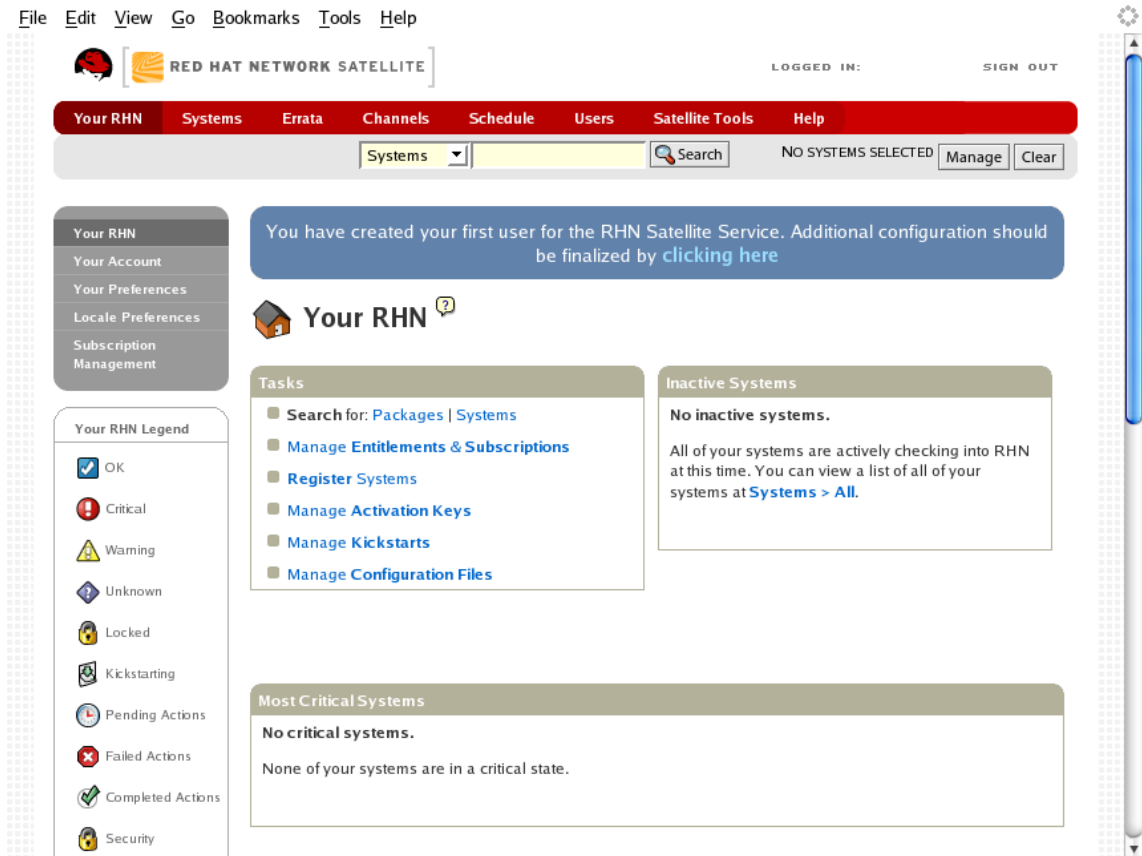 File Edit View Go Bookmarks Tools Help
RED HAT NETWORK SATELLITE
LOGGED IN: SIGN OUT
Your RHN Systems Errata Channels Schedule Users Satellite Tools Help
Systems Search NO SYSTEMS SELECTED Manage Clear
Your RHN
Your Account
Your Preferences
Locale Preferences
Subscription
Management
You have created your first user for the RHN Satellite Service. Additional configuration should
be finalized by clicking here
Your RHN ?
Tasks
Search for: Packages | Systems
Manage Entitlements & Subscriptions
Register Systems
Manage Activation Keys
Manage Kickstarts
Manage Configuration Files
Inactive Systems
No inactive systems.
All of your systems are actively checking into RHN
at this time. You can view a list of all of your
systems at Systems > All.
Your RHN Legend
OK
Critical
Warning
Unknown
Locked
Kickstarting
Pending Actions
Failed Actions
Completed Actions
Security
Most Critical Systems
No critical systems.
None of your systems are in a critical state.